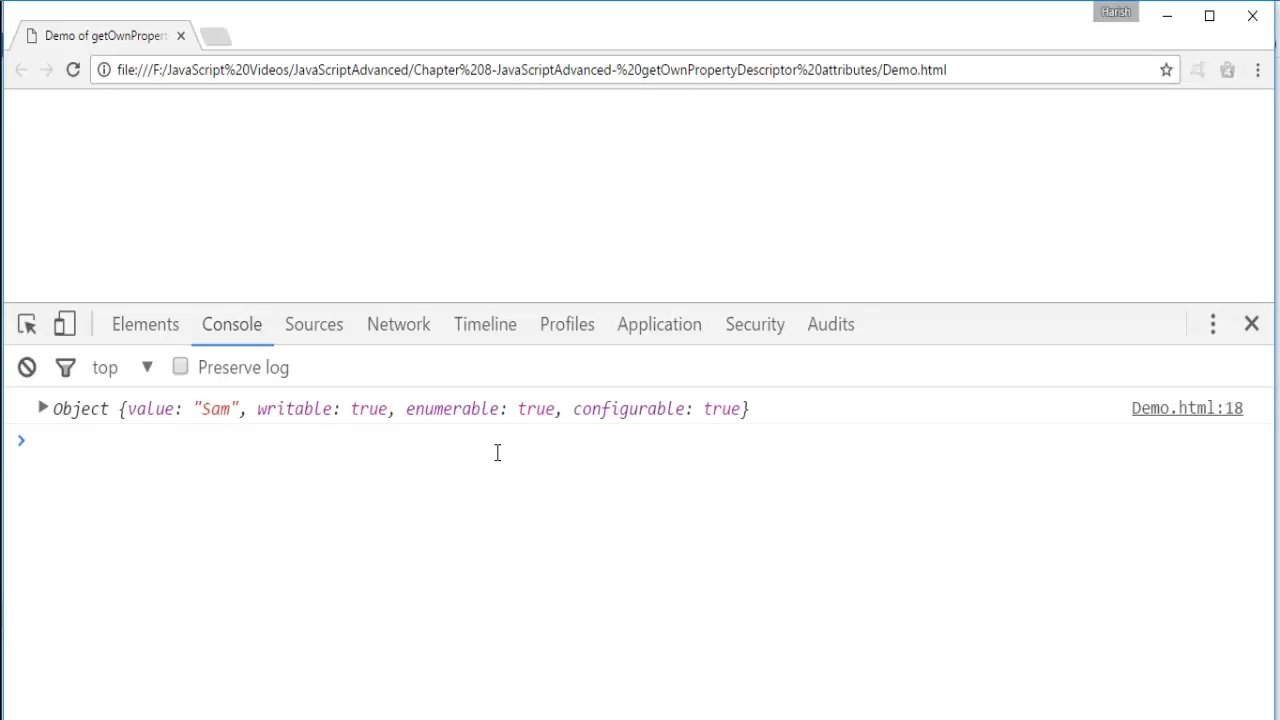 Harish
Demo of getOwnPropert
file:///F:/JavaScript%20Videos/JavaScriptAdvanced/Chapter%208-JavaScriptAdvanced-%20getOwnPropertyDescriptor%20attributes/Demo.html
Elements Console Sources Network Timeline Profiles Application Security Audits
top Preserve log
Object {value: "Sam", writable: true, enumerable: true, configurable: true} Demo.html:18